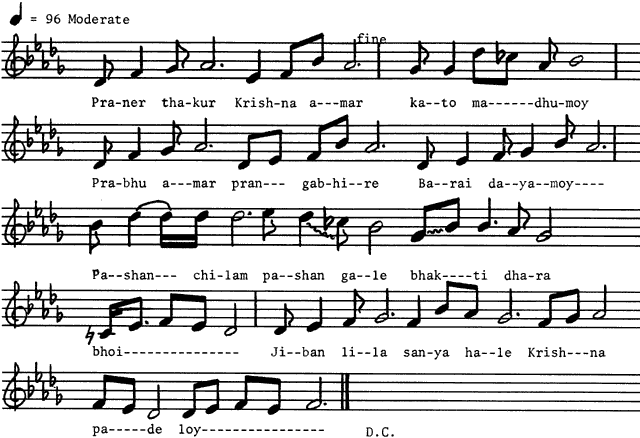 = 96 Moderate
fine
Pra-ner tha-kur Krish-na a---mar ka--to ma------dhu-moy
Pra-bhu a---mar pran--- gab-hi--re Ba--rai da--ya--moy----
Pa--shan--- chi-lam pa--shan ga--le bhak----ti dha-ra
bhoi--------------- Ji--ban li--la san-ya ha--le Krish---na
pa-----de loy----------------
D.C.